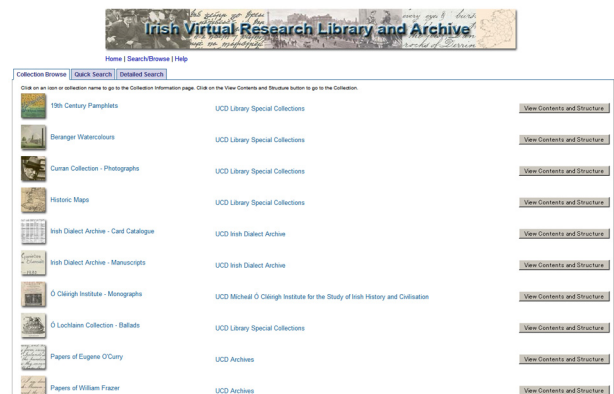 Irish Virtual Research Library and Archive
Home | Search/Browse | Help
Collection Browse Quick Search Detailed Search
Click on an icon or collection name to go to the Collection Information page. Click on the View Contents and Structure button to go to the Collection.
19th Century Pamphlets UCD Library Special Collections View Contents and Structure
Beranger Watercolours UCD Library Special Collections View Contents and Structure
Curran Collection - Photographs UCD Library Special Collections View Contents and Structure
Historic Maps UCD Library Special Collections View Contents and Structure
Irish Dialect Archive - Card Catalogue UCD Irish Dialect Archive View Contents and Structure
Irish Dialect Archive - Manuscripts UCD Irish Dialect Archive View Contents and Structure
Ó Cléirigh Institute - Monographs UCD Micheál Ó Cléirigh Institute for the Study of Irish History and Civilisation View Contents and Structure
Ó Lochlainn Collection - Ballads UCD Library Special Collections View Contents and Structure
Papers of Eugene O'Curry UCD Archives View Contents and Structure
Papers of William Frazer UCD Archives View Contents and Structure